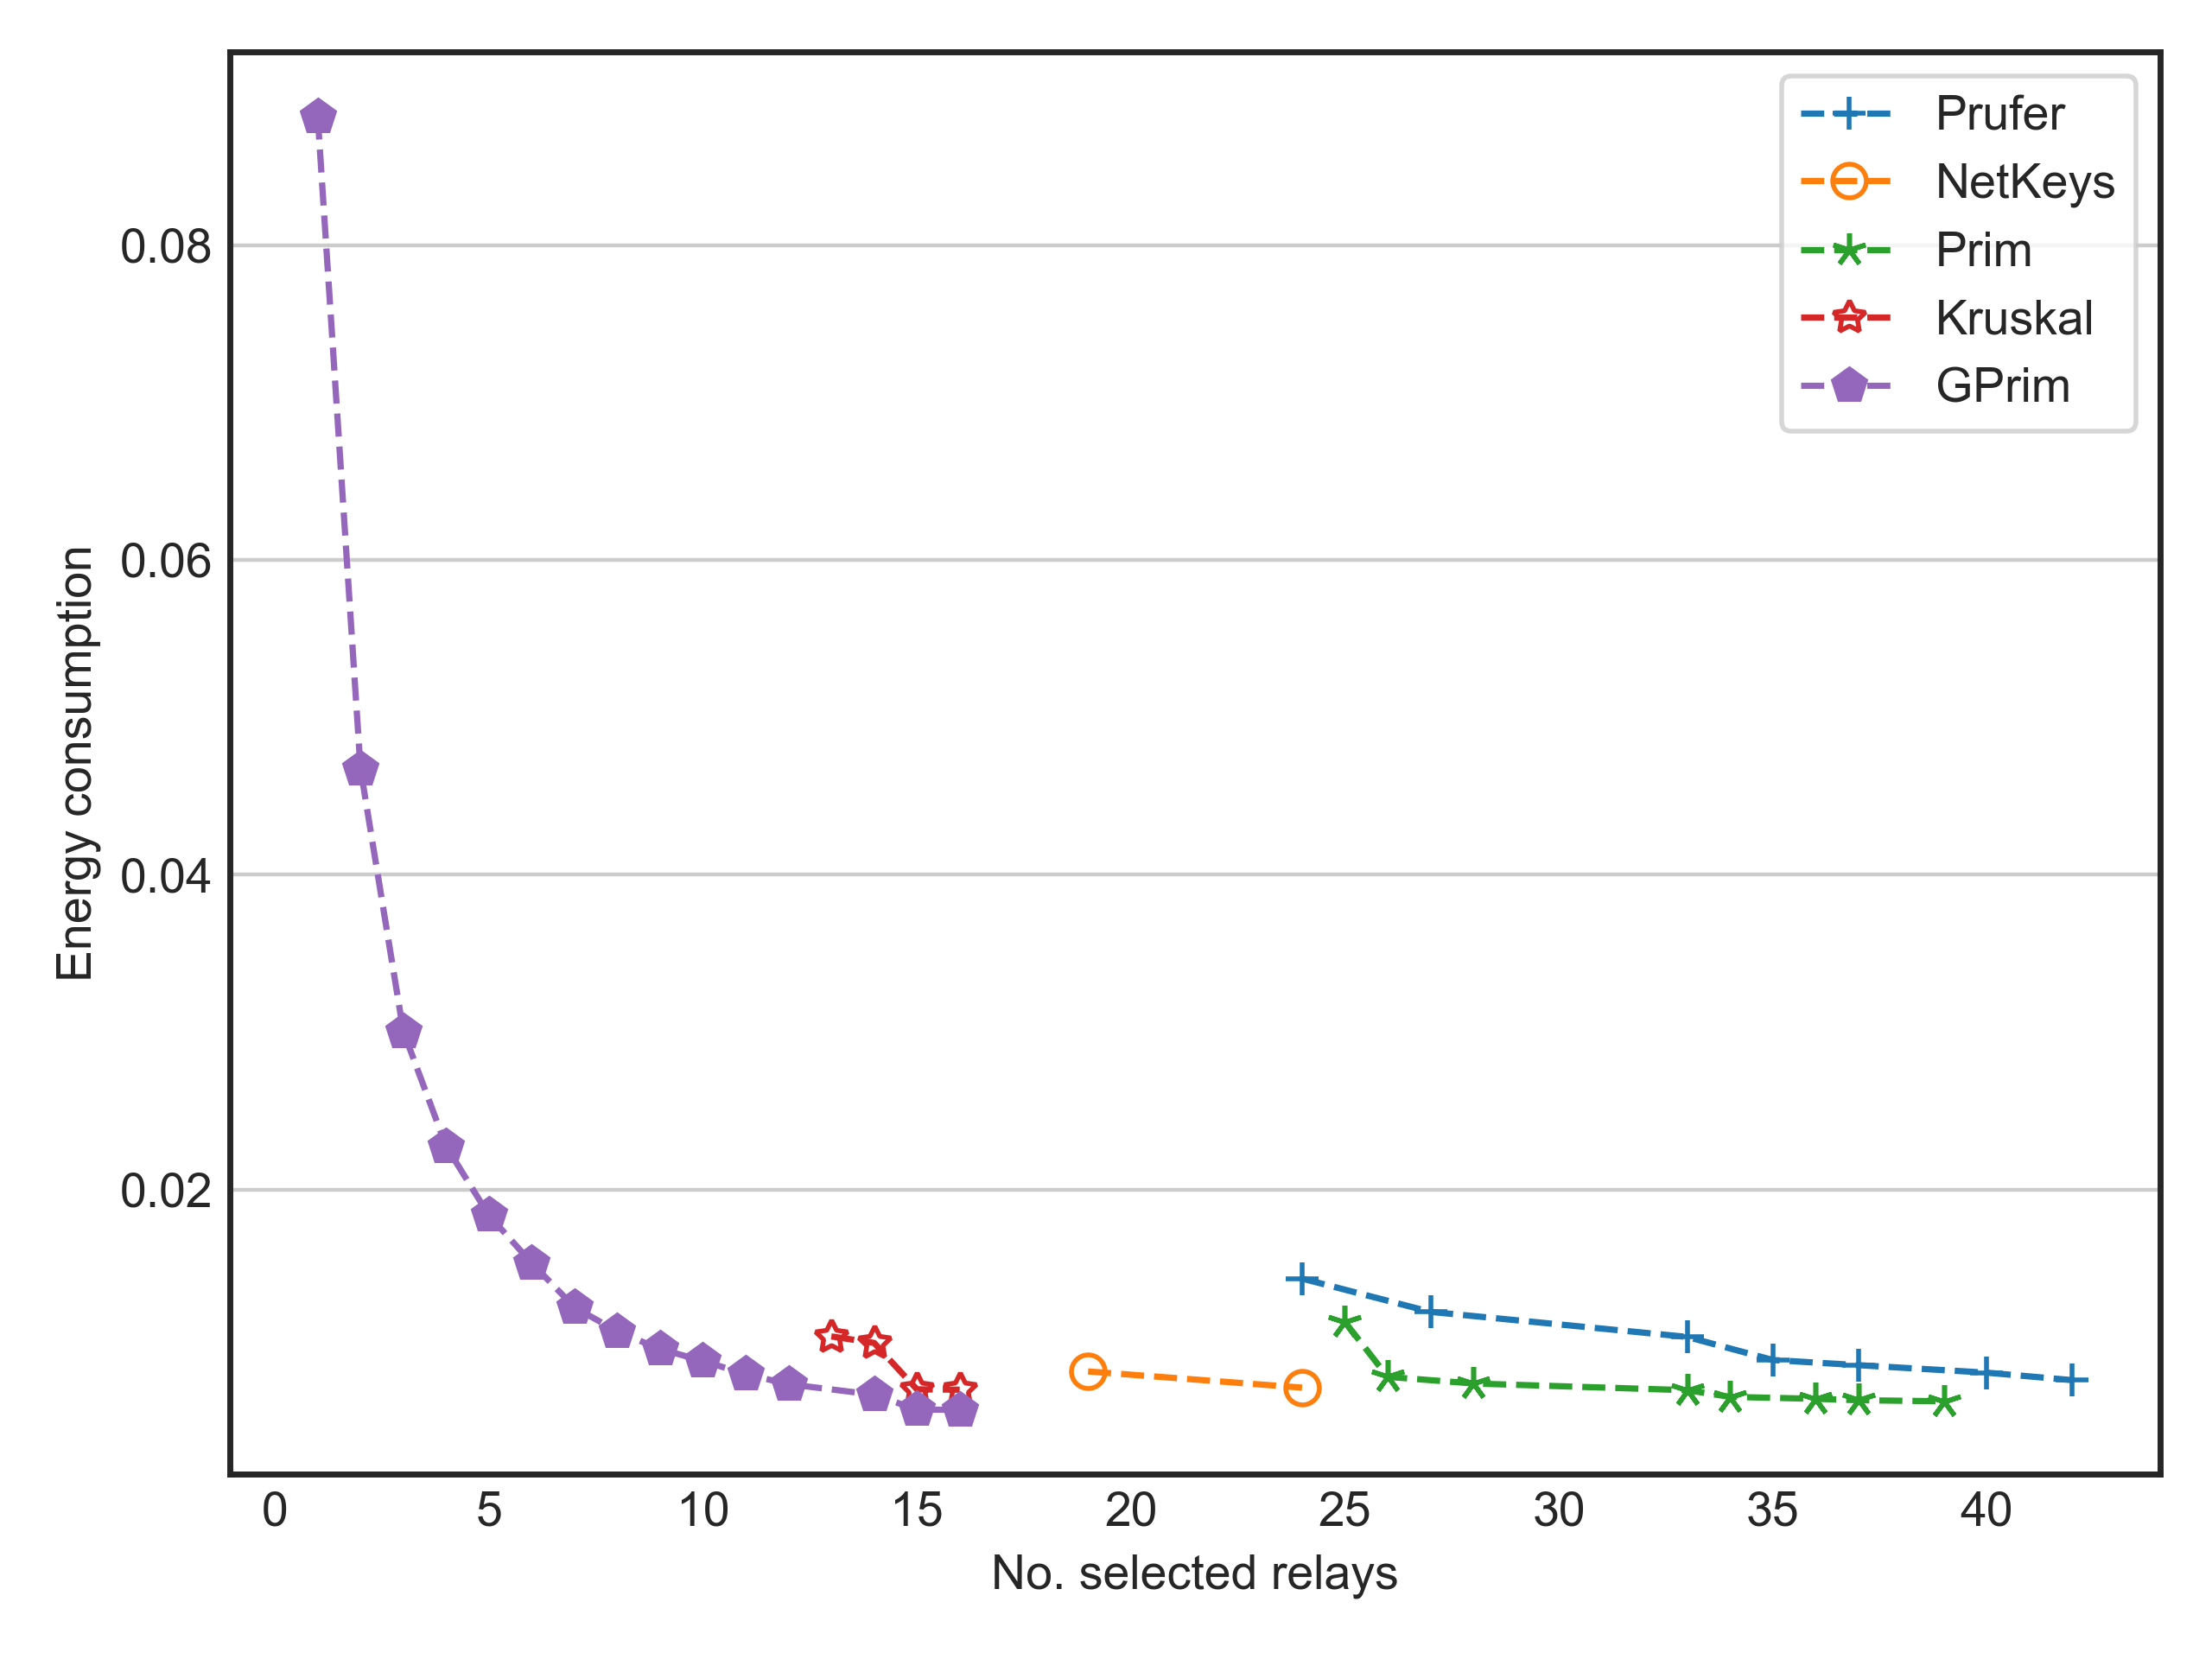 Prufer
NetKeys
Prim
Kruskal
GPrim
Energy consumption
0.08
0.06
0.04
0.02
0 5 10 15 20 25 30 35 40
No. selected relays